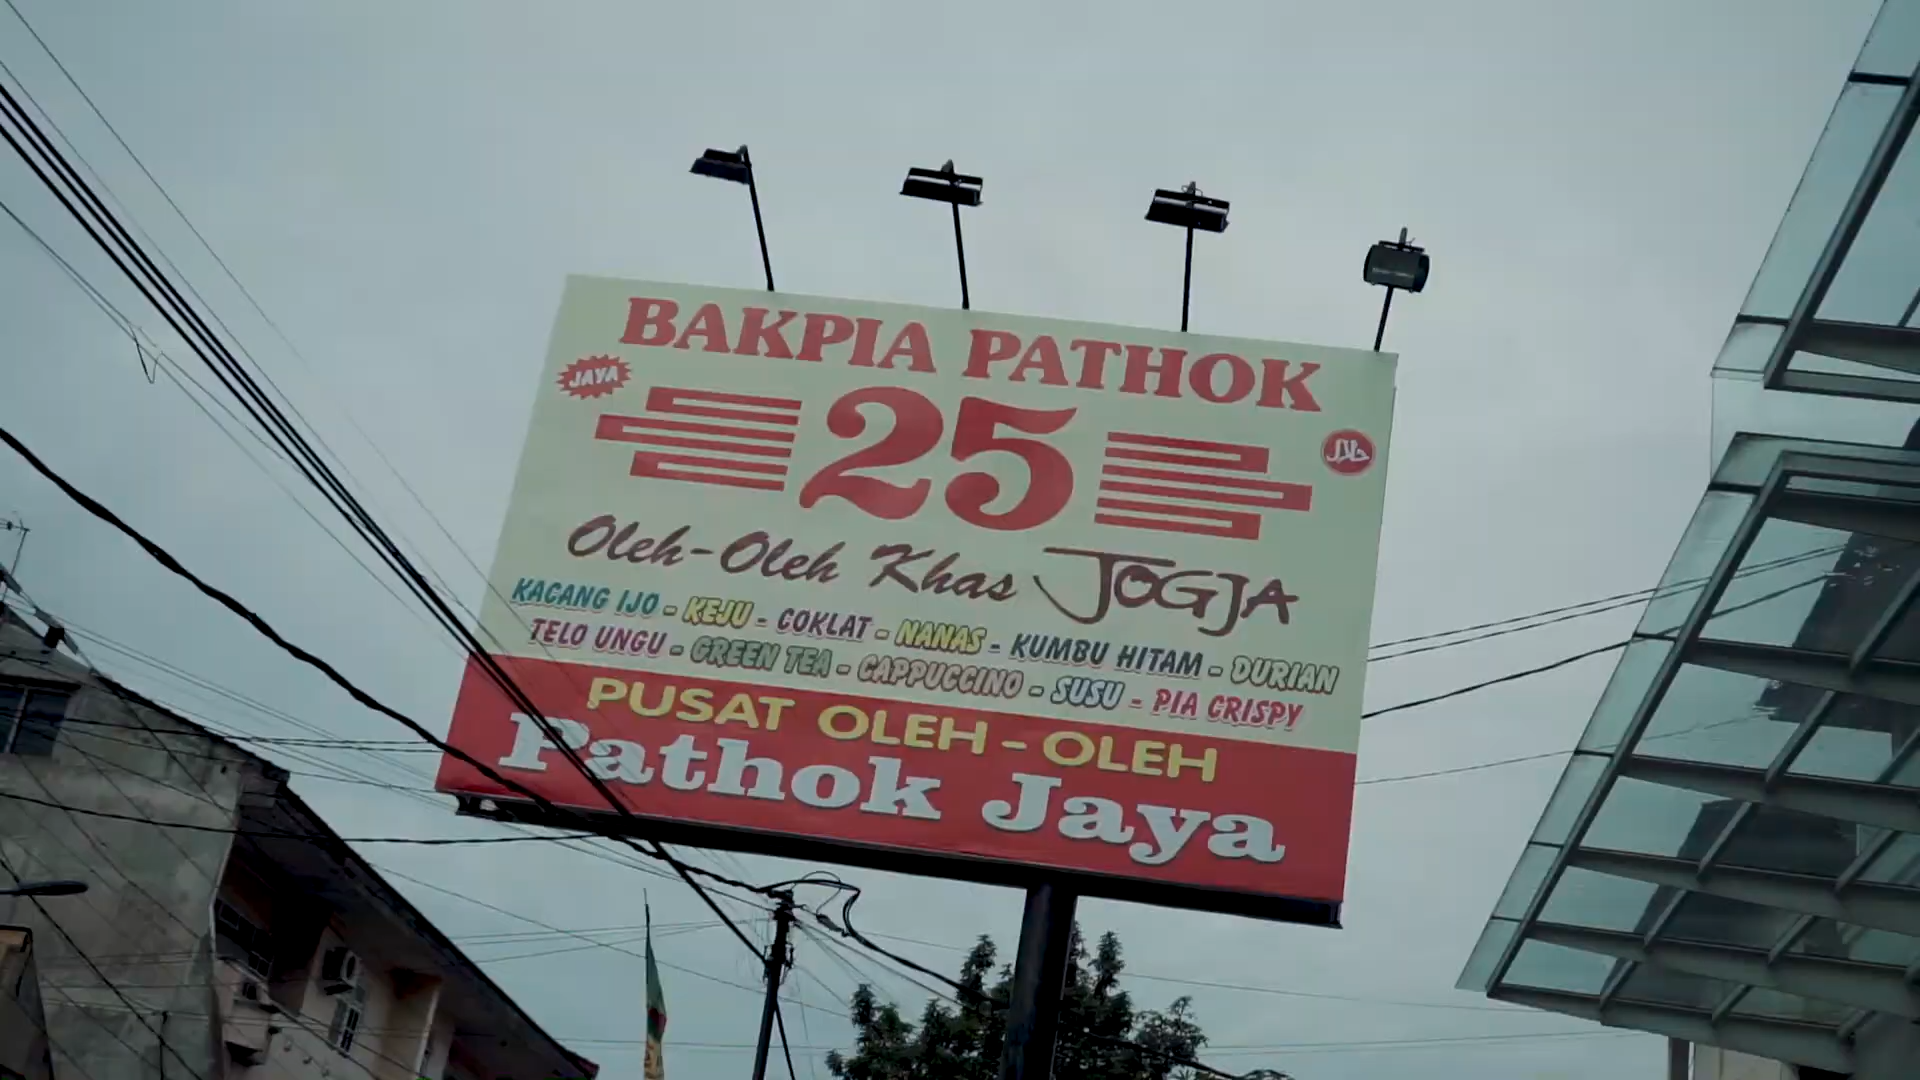 BAKPIA PATHOK
JAYA
25
Oleh-Oleh Khas JOGJA
KACANG IJO - KEJU - COKLAT - NANAS - KUMBU HITAM - DURIAN
TELO UNGU - GREEN TEA - CAPPUCCINO - SUSU - PIA CRISPY
PUSAT OLEH-OLEH
Pathok Jaya